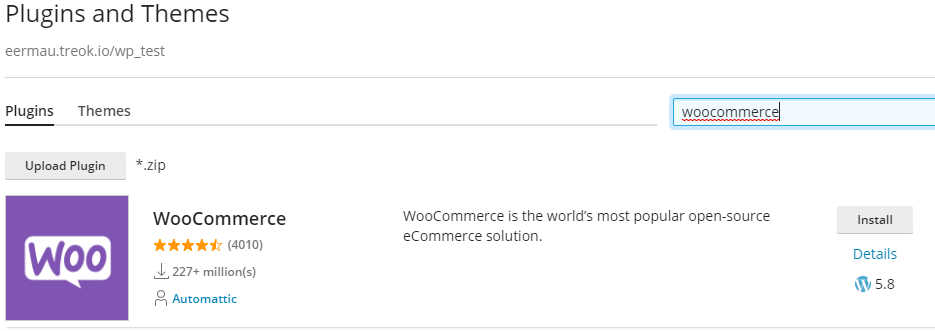 Plugins and Themes
eermau.treok.io/wp_test
Plugins Themes
woocommerce
Upload Plugin *.zip
Woo
WooCommerce
(4010)
227+ million(s)
Automattic
WooCommerce is the world’s most popular open-source
eCommerce solution.
Install
Details
5.8